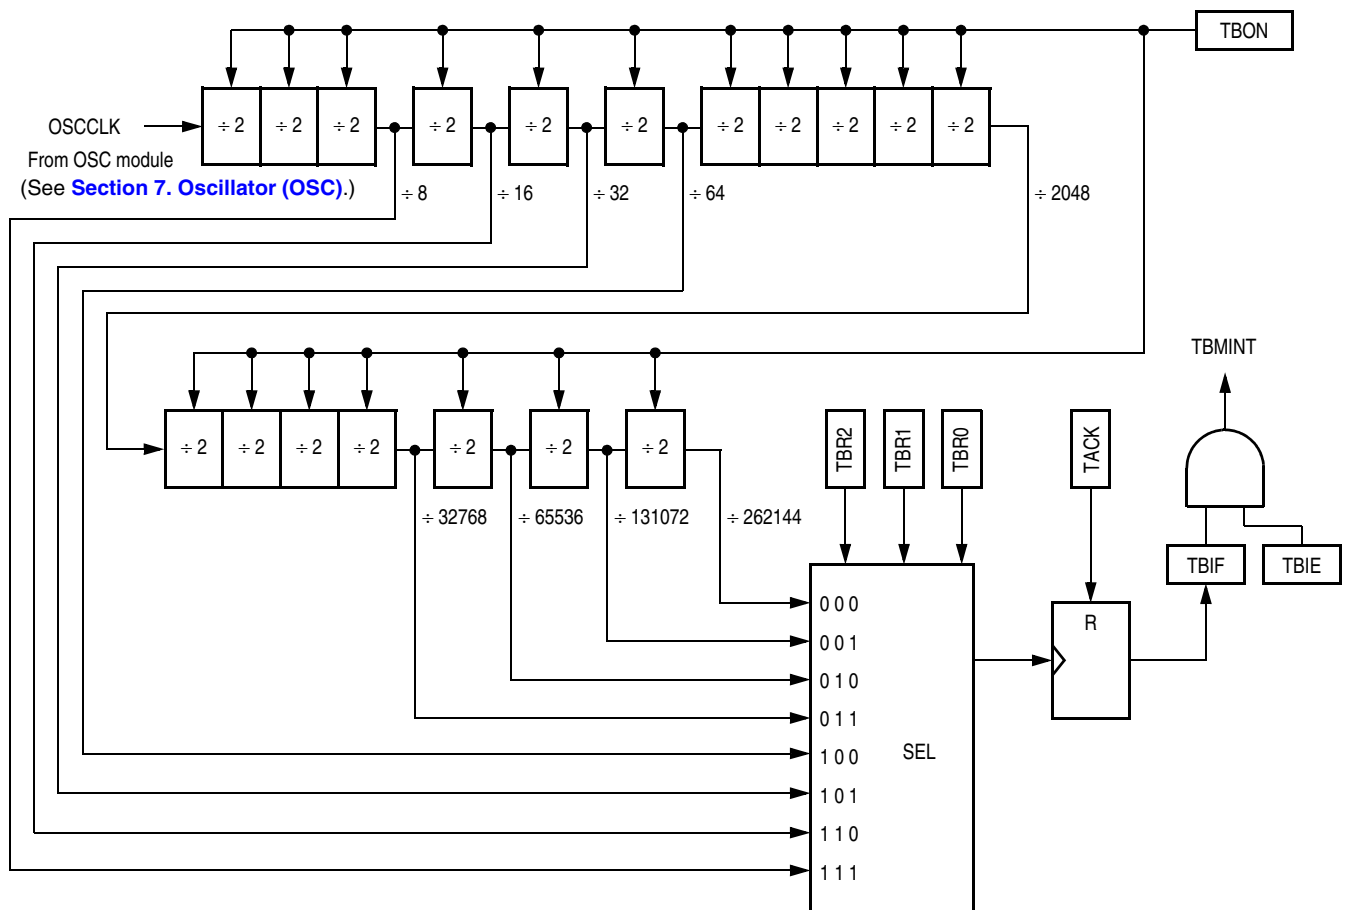 TBON
OSCCLK
÷ 2 ÷ 2 ÷ 2 ÷ 2 ÷ 2 ÷ 2 ÷ 2 ÷ 2 ÷ 2 ÷ 2 ÷ 2
From OSC module
(See Section 7. Oscillator (OSC).)
÷ 8 ÷ 16 ÷ 32 ÷ 64 ÷ 2048
TBMINT
÷ 2 ÷ 2 ÷ 2 ÷ 2 ÷ 2 ÷ 2 ÷ 2
TBR2
TBR1
TBR0
TACK
÷ 32768 ÷ 65536 ÷ 131072 ÷ 262144
TBIF
TBIE
0 0 0
0 0 1
0 1 0
0 1 1
1 0 0
1 0 1
1 1 0
1 1 1
SEL
R